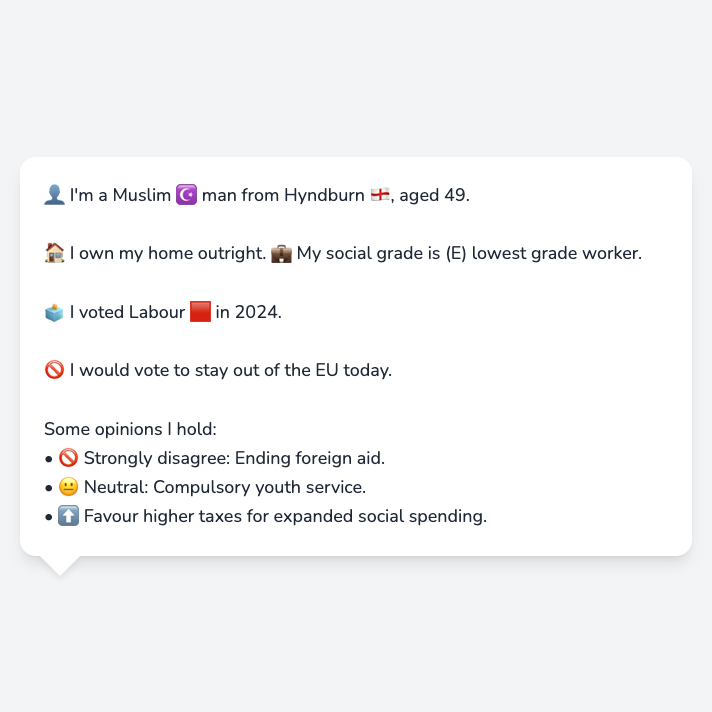 👤 I'm a Muslim ☪️ man from Hyndburn 🏴󠁧󠁢󠁥󠁮󠁧󠁿, aged 49.
🏠 I own my home outright. 💼 My social grade is (E) lowest grade worker.
🗳️ I voted Labour 🟥 in 2024.
🚫 I would vote to stay out of the EU today.
Some opinions I hold:
• 🚫 Strongly disagree: Ending foreign aid.
• 😐 Neutral: Compulsory youth service.
• ⬆️ Favour higher taxes for expanded social spending.